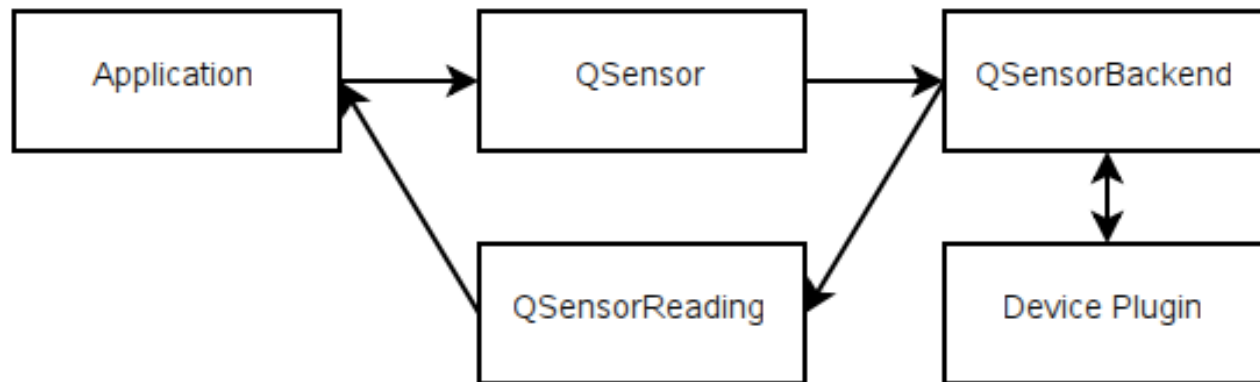 Application
QSensor
QSensorBackend
QSensorReading
Device Plugin